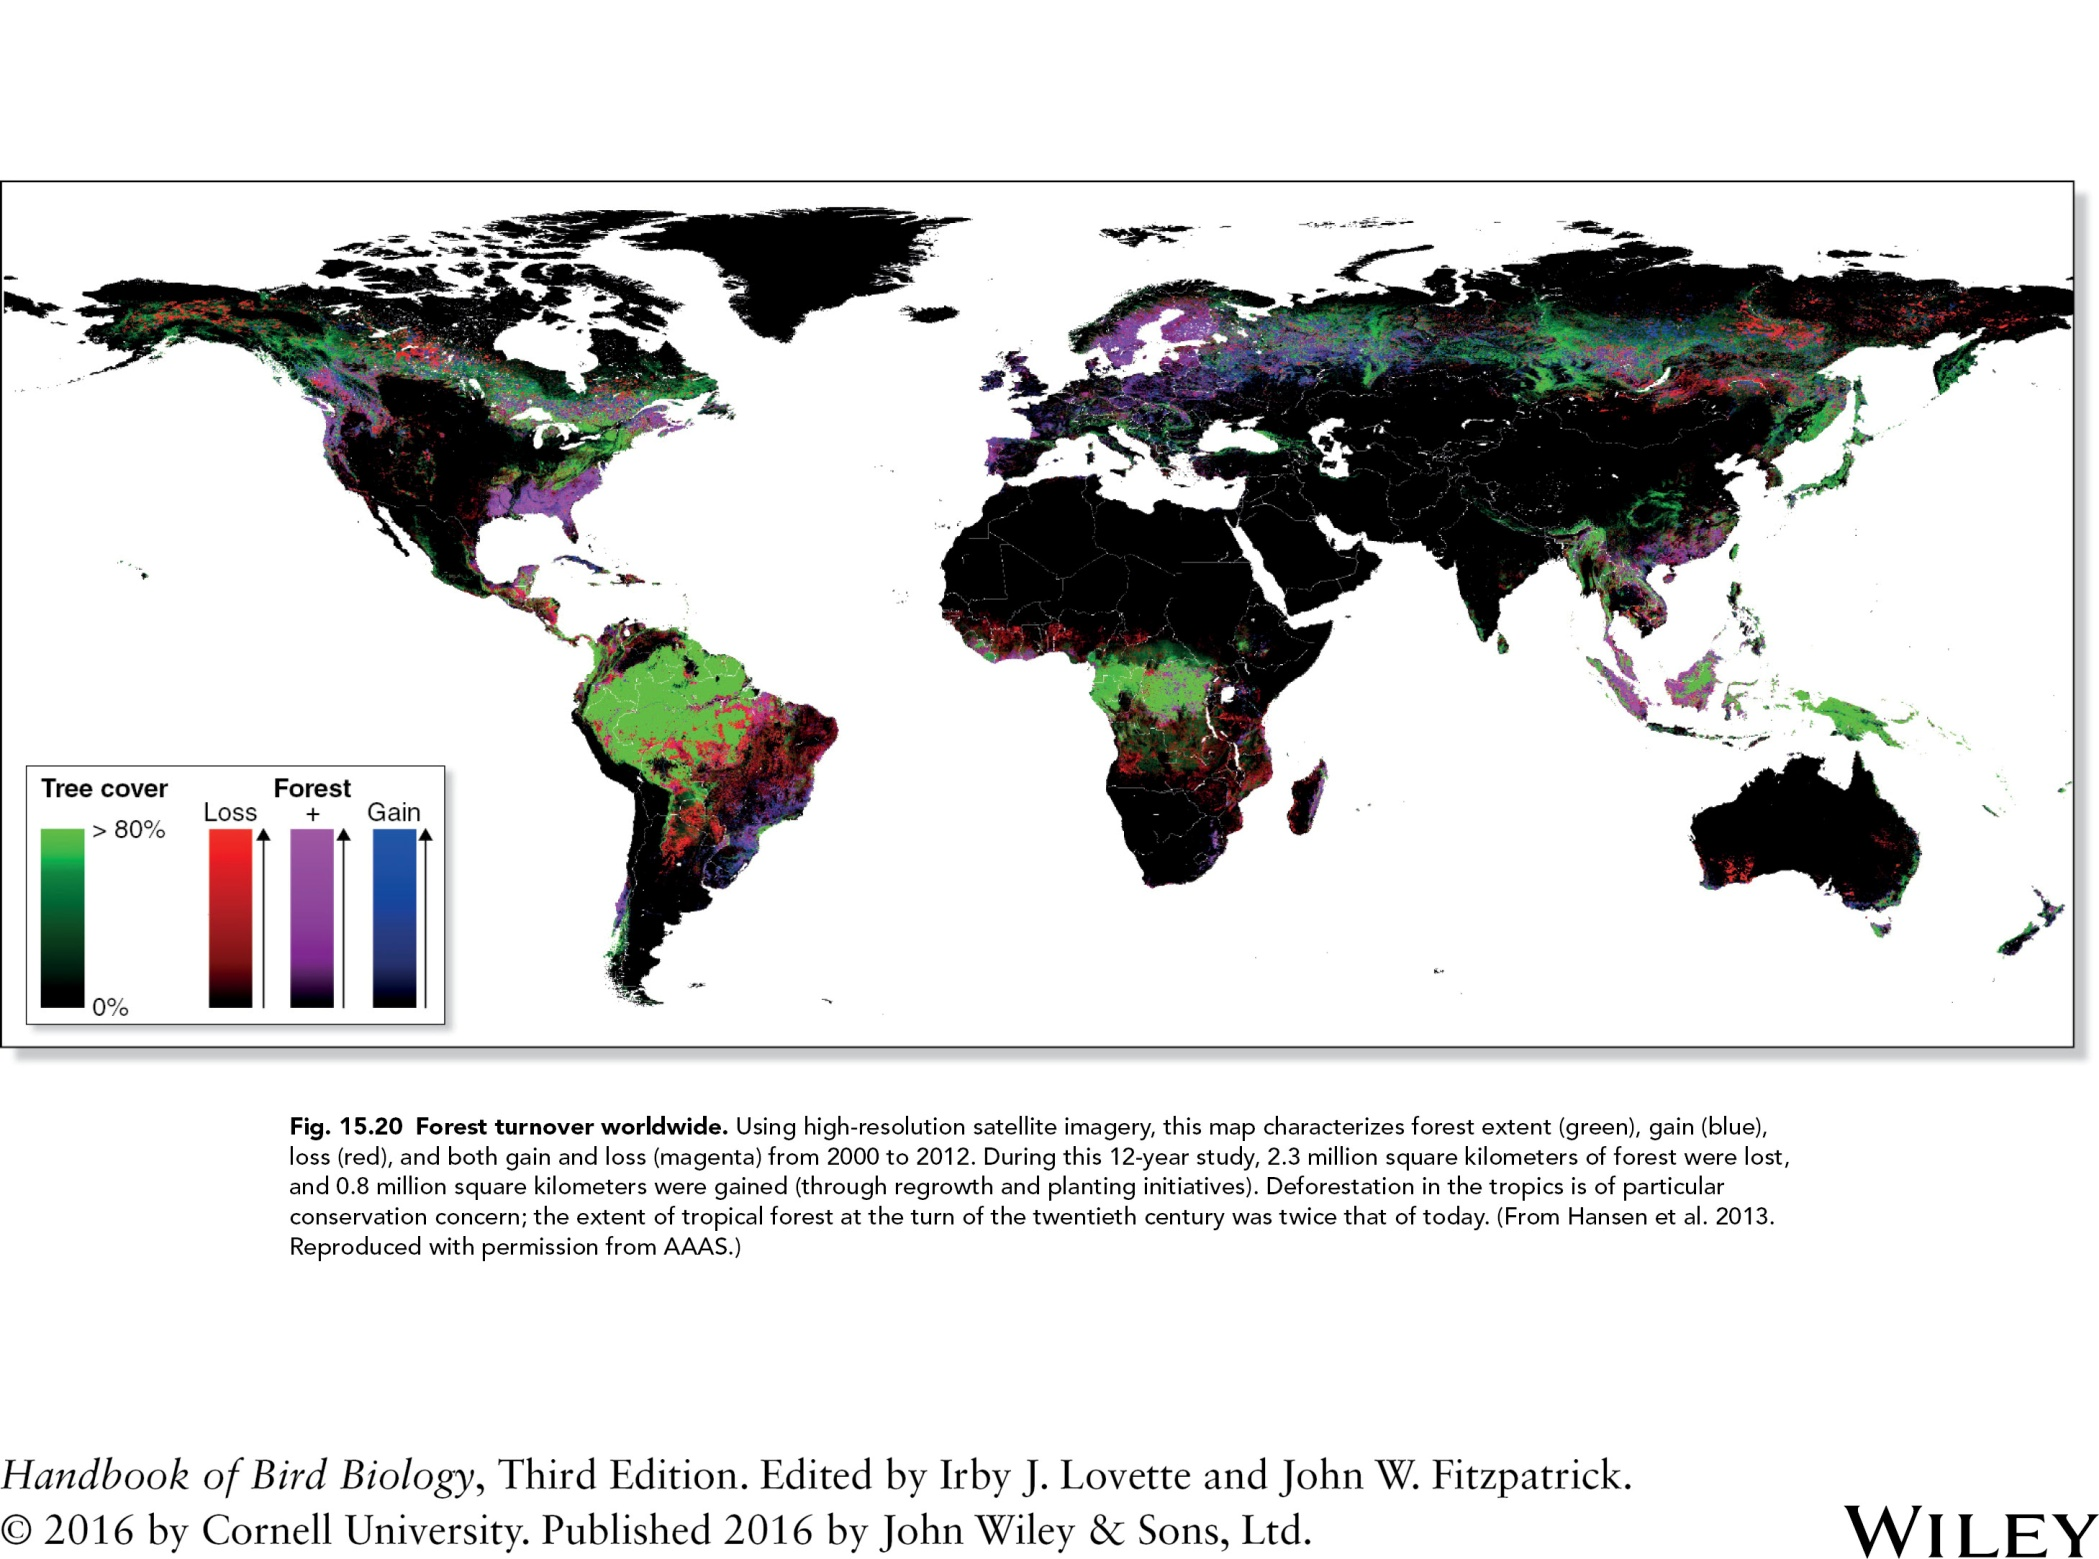 Tree cover
Forest
Loss + Gain
> 80%
0%
Fig. 15.20 Forest turnover worldwide. Using high-resolution satellite imagery, this map characterizes forest extent (green), gain (blue),
loss (red), and both gain and loss (magenta) from 2000 to 2012. During this 12-year study, 2.3 million square kilometers of forest were lost,
and 0.8 million square kilometers were gained (through regrowth and planting initiatives). Deforestation in the tropics is of particular
conservation concern; the extent of tropical forest at the turn of the twentieth century was twice that of today. (From Hansen et al. 2013.
Reproduced with permission from AAAS.)
Handbook of Bird Biology, Third Edition. Edited by Irby J. Lovette and John W. Fitzpatrick.
© 2016 by Cornell University. Published 2016 by John Wiley & Sons, Ltd.
WILEY